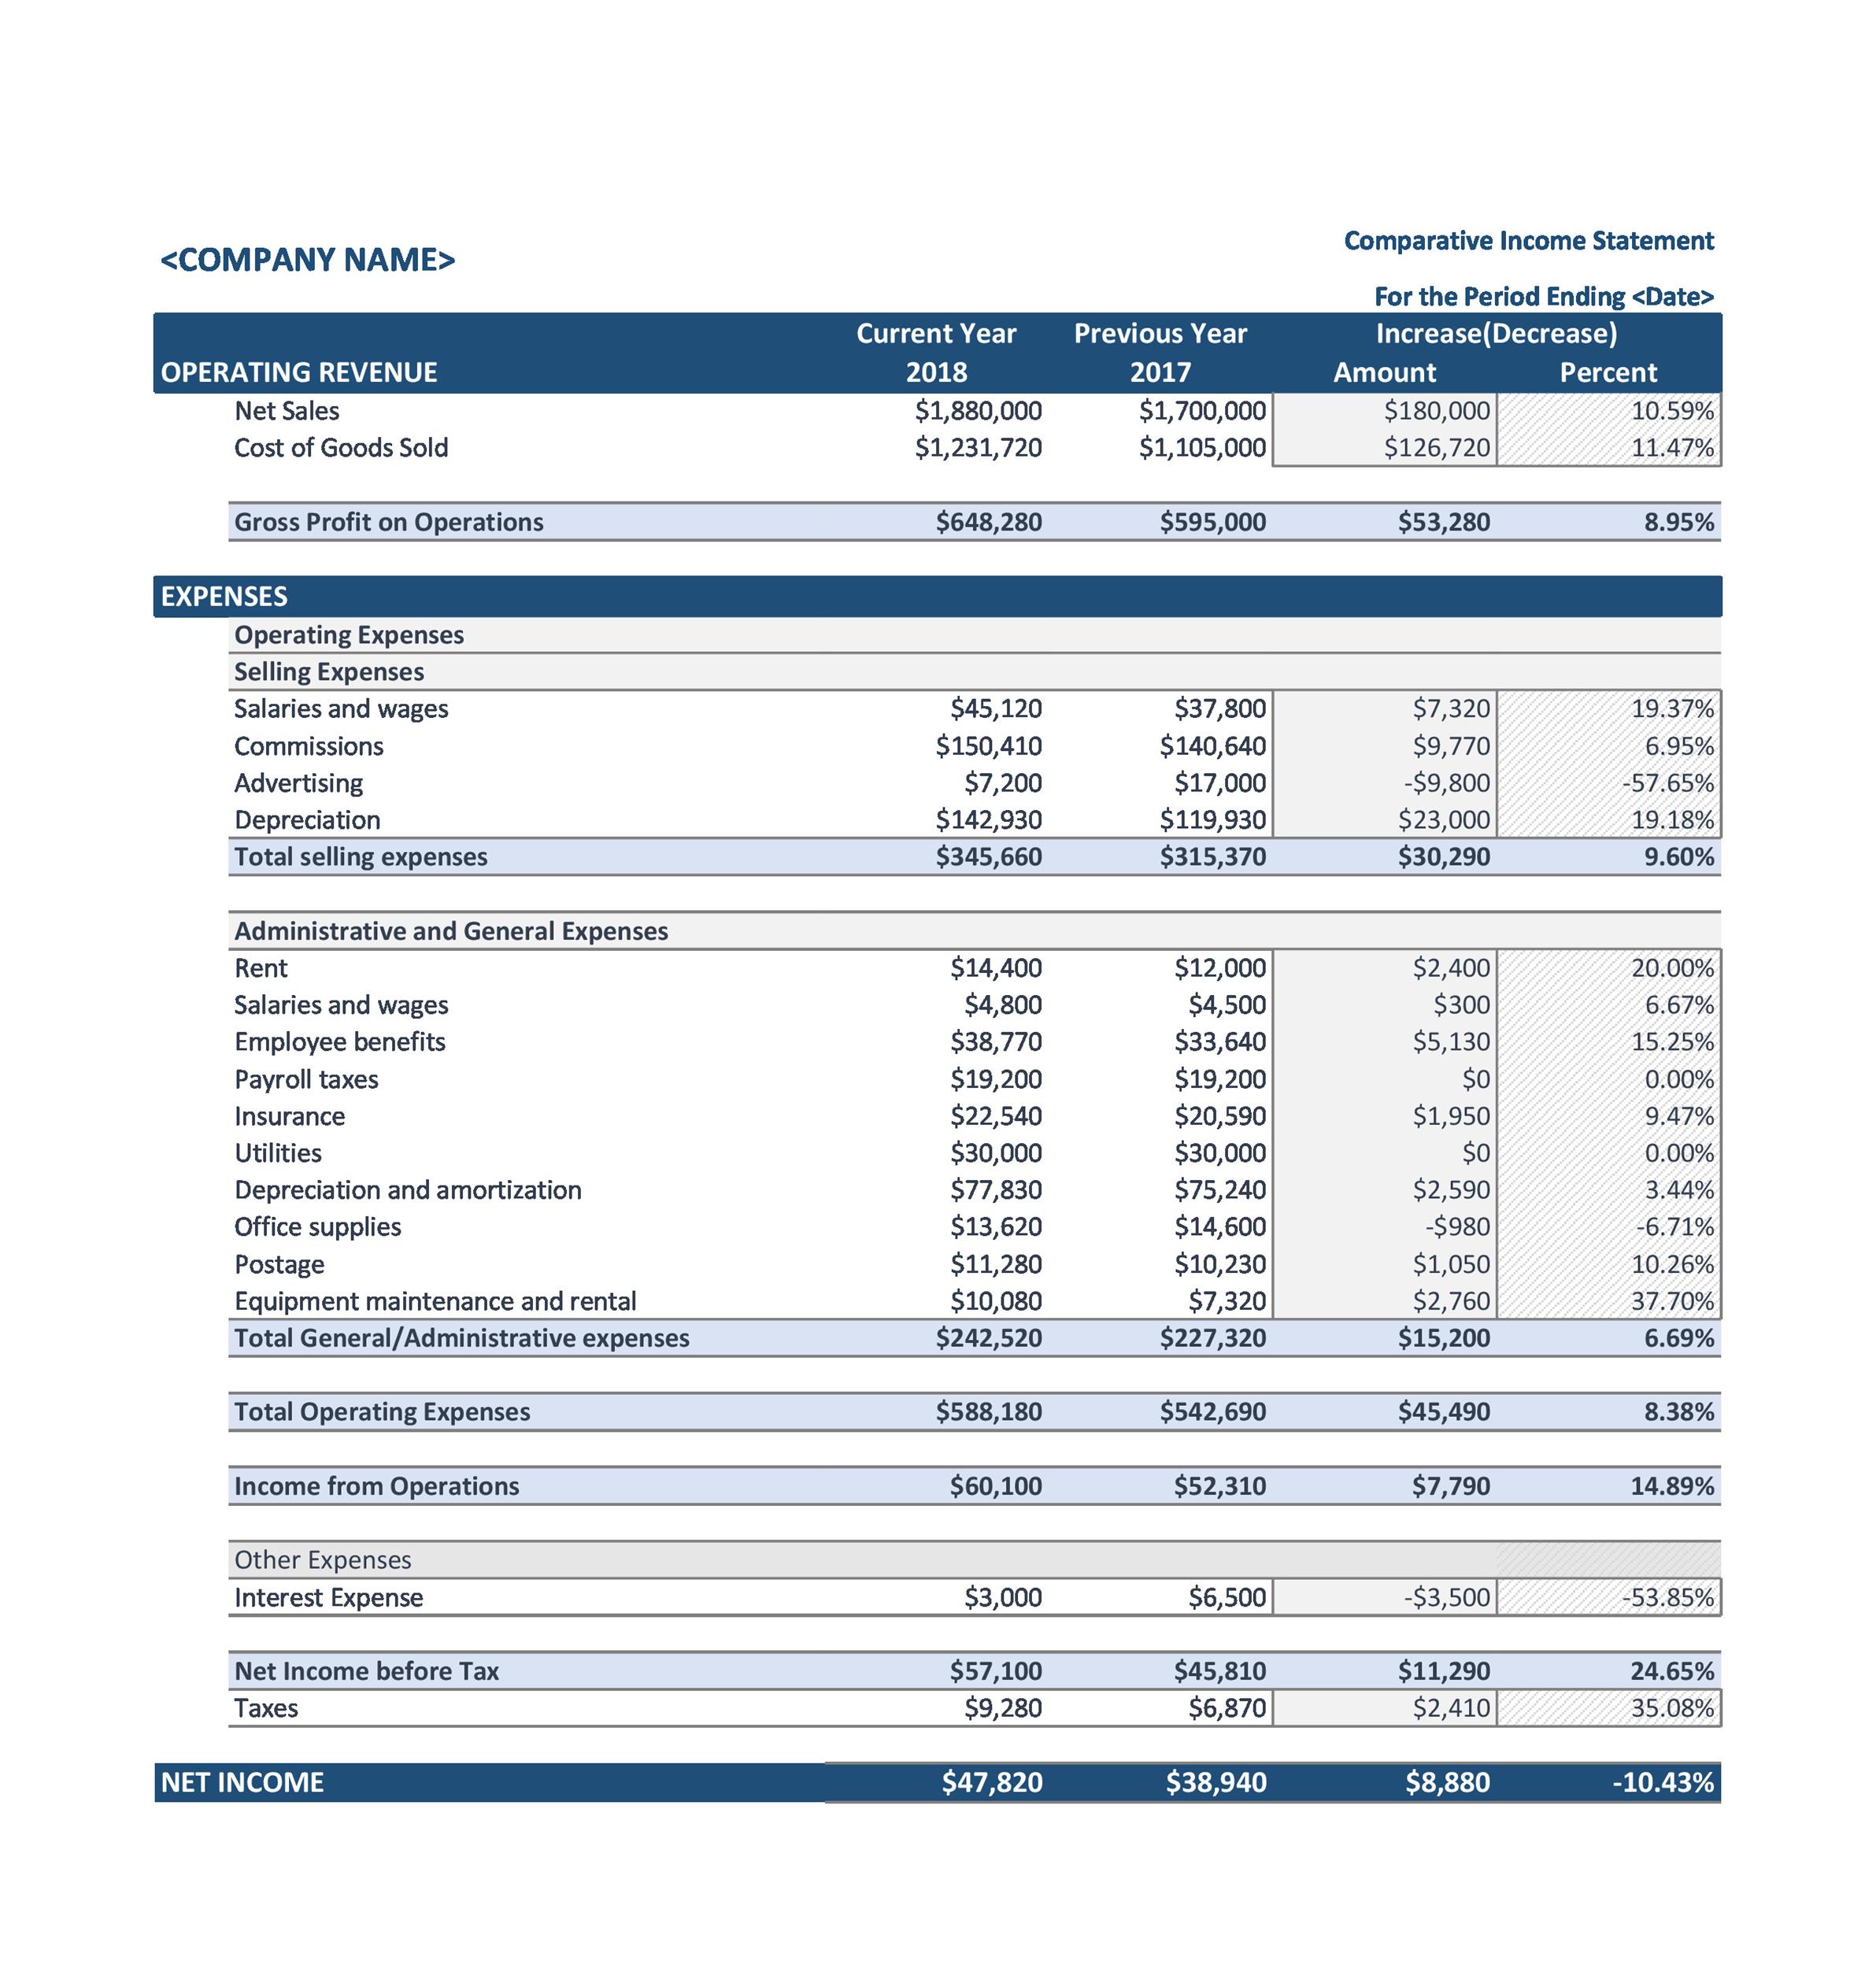 <COMPANY NAME>
Comparative Income Statement
For the Period Ending <Date>
Current Year Previous Year Increase(Decrease)
OPERATING REVENUE 2018 2017 Amount Percent
Net Sales $1,880,000 $1,700,000 $180,000 10.59%
Cost of Goods Sold $1,231,720 $1,105,000 $126,720 11.47%
Gross Profit on Operations $648,280 $595,000 $53,280 8.95%
EXPENSES
Operating Expenses
Selling Expenses
Salaries and wages $45,120 $37,800 $7,320 19.37%
Commissions $150,410 $140,640 $9,770 6.95%
Advertising $7,200 $17,000 -$9,800 -57.65%
Depreciation $142,930 $119,930 $23,000 19.18%
Total selling expenses $345,660 $315,370 $30,290 9.60%
Administrative and General Expenses
Rent $14,400 $12,000 $2,400 20.00%
Salaries and wages $4,800 $4,500 $300 6.67%
Employee benefits $38,770 $33,640 $5,130 15.25%
Payroll taxes $19,200 $19,200 $0 0.00%
Insurance $22,540 $20,590 $1,950 9.47%
Utilities $30,000 $30,000 $0 0.00%
Depreciation and amortization $77,830 $75,240 $2,590 3.44%
Office supplies $13,620 $14,600 -$980 -6.71%
Postage $11,280 $10,230 $1,050 10.26%
Equipment maintenance and rental $10,080 $7,320 $2,760 37.70%
Total General/Administrative expenses $242,520 $227,320 $15,200 6.69%
Total Operating Expenses $588,180 $542,690 $45,490 8.38%
Income from Operations $60,100 $52,310 $7,790 14.89%
Other Expenses
Interest Expense $3,000 $6,500 -$3,500 -53.85%
Net Income before Tax $57,100 $45,810 $11,290 24.65%
Taxes $9,280 $6,870 $2,410 35.08%
NET INCOME $47,820 $38,940 $8,880 -10.43%